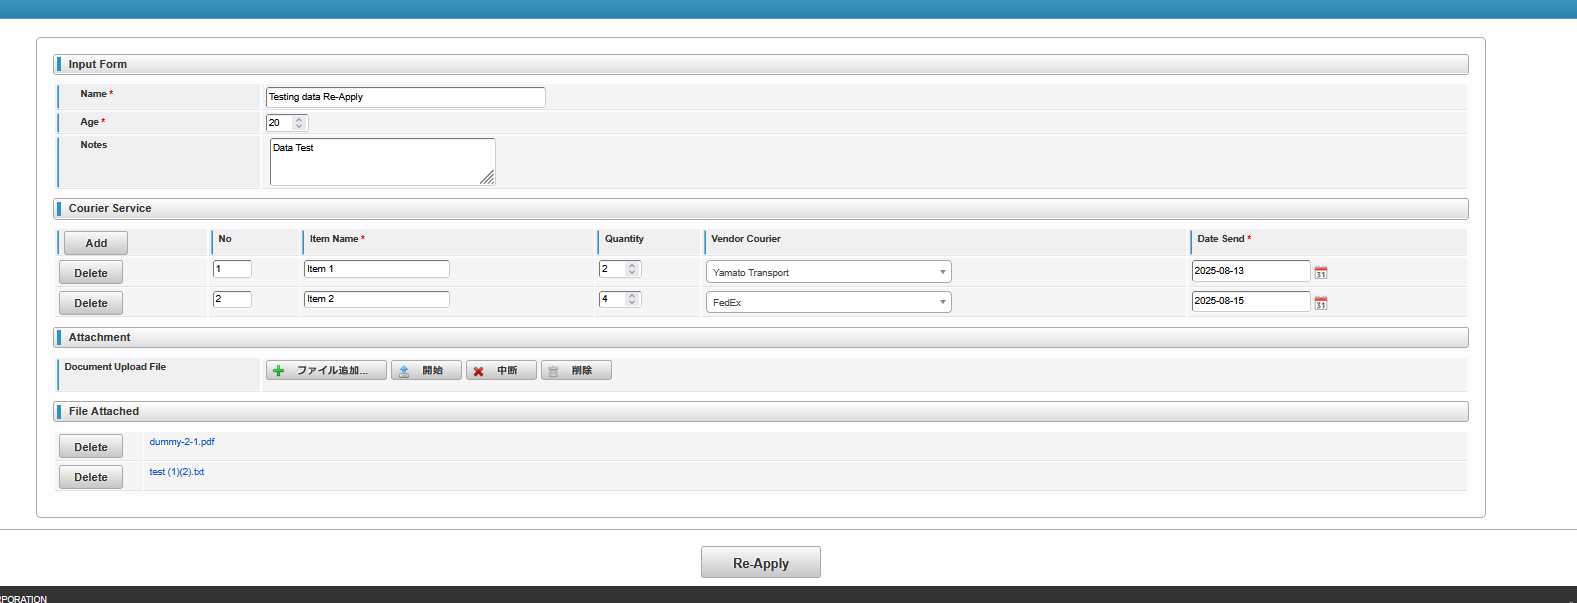 Input Form
Name *
Testing data Re-Apply
Age *
20
Notes
Data Test
Courier Service
Add No Item Name * Quantity Vendor Courier Date Send *
Delete 1 Item 1 2 Yamato Transport 2025-08-13 31
Delete 2 Item 2 4 FedEx 2025-08-15 31
Attachment
Document Upload File ファイル追加... 開始 中断 削除
File Attached
Delete dummy-2-1.pdf
Delete test (1)(2).txt
Re-Apply
PORATION